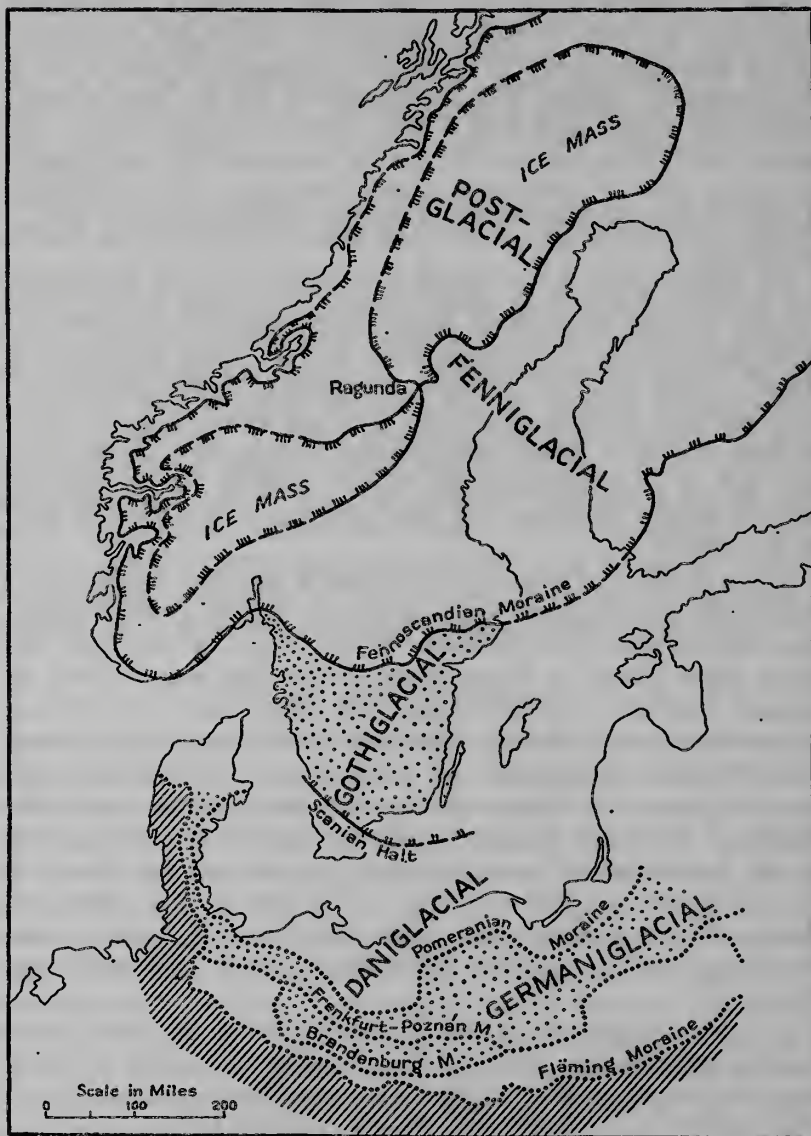 ICE MASS
POST-
GLACIAL
Ragunda
FENNIGLACIAL
ICE MASS
Fennoscandian Moraine
GOTHIGLACIAL
Scanian Halt
DANIGLACIAL
Pomeranian Moraine
GERMANIGLACIAL
Frankfurt-Poznań M.
Brandenburg M.
Fläming Moraine
Scale in Miles
0 100 200